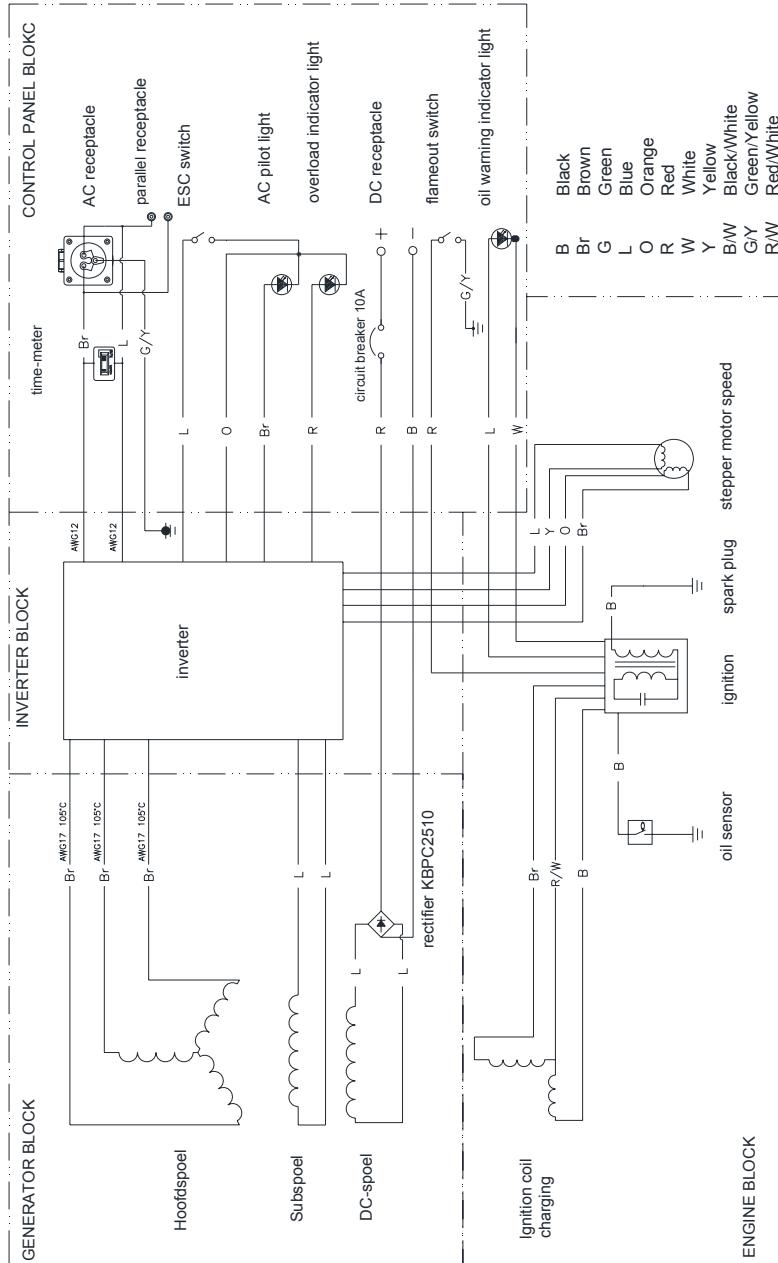 GENERATOR BLOCK
INVERTER BLOCK
CONTROL PANEL BLOKC
time-meter
AC receptacle
parallel receptacle
ESC switch
AC pilot light
overload indicator light
DC receptacle
flameout switch
oil warning indicator light
circuit breaker 10A
inverter
Hoofdspoel
Subspoel
DC-spoel
rectifier KBPC2510
AWG17 105°C
Br
AWG17 105°C
Br
AWG17 105°C
Br
L
L
L
L
AWG12
AWG12
Br
L
G/Y
L
O
Br
R
R
B
R
G/Y
L
W
+
−
L
Y
O
Br
Br
R/W
B
B
B
Ignition coil
charging
oil sensor
ignition
spark plug
stepper motor speed
ENGINE BLOCK
B Black
Br Brown
G Green
L Blue
O Orange
R Red
W White
Y Yellow
B/W Black/White
G/Y Green/Yellow
R/W Red/White